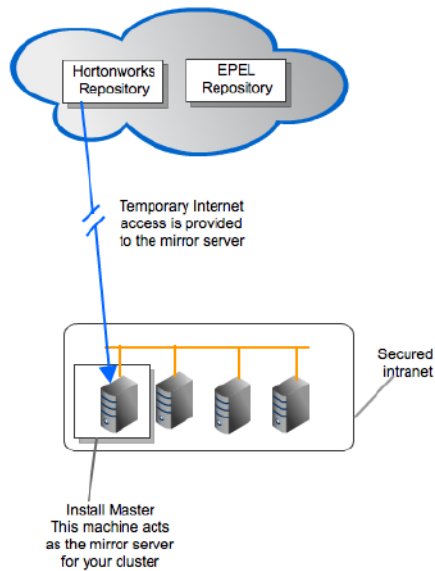 Hortonworks
Repository
EPEL
Repository
Temporary Internet
access is provided
to the mirror server
Secured
intranet
Install Master
This machine acts
as the mirror server
for your cluster